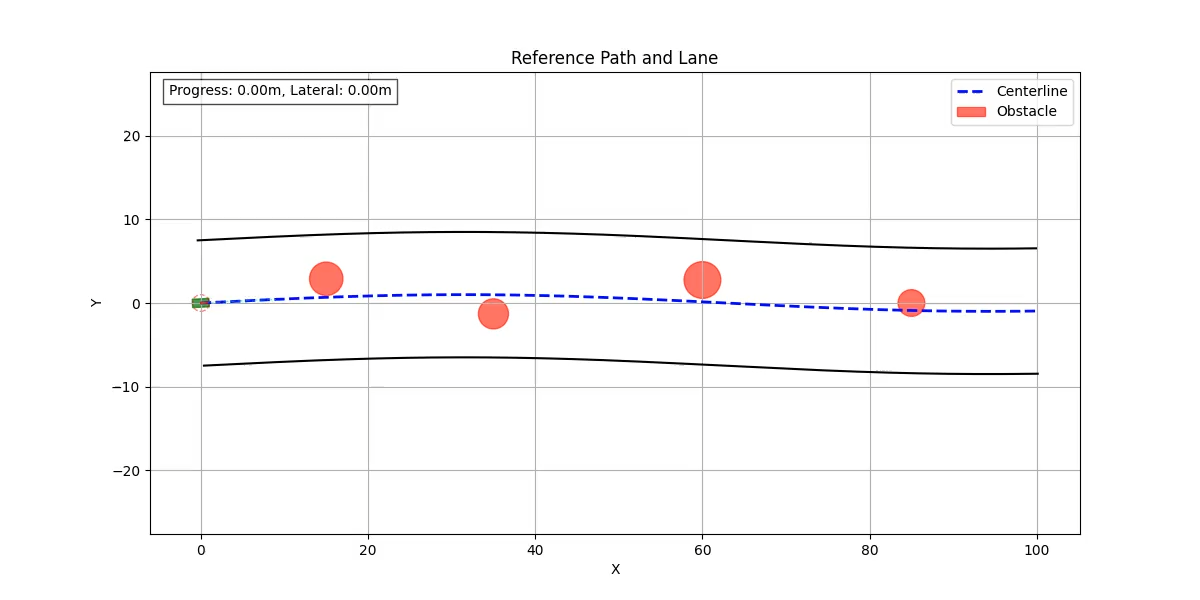 Reference Path and Lane
Progress: 0.00m, Lateral: 0.00m
Centerline
Obstacle
20
10
0
−10
−20
Y
0 20 40 60 80 100
X